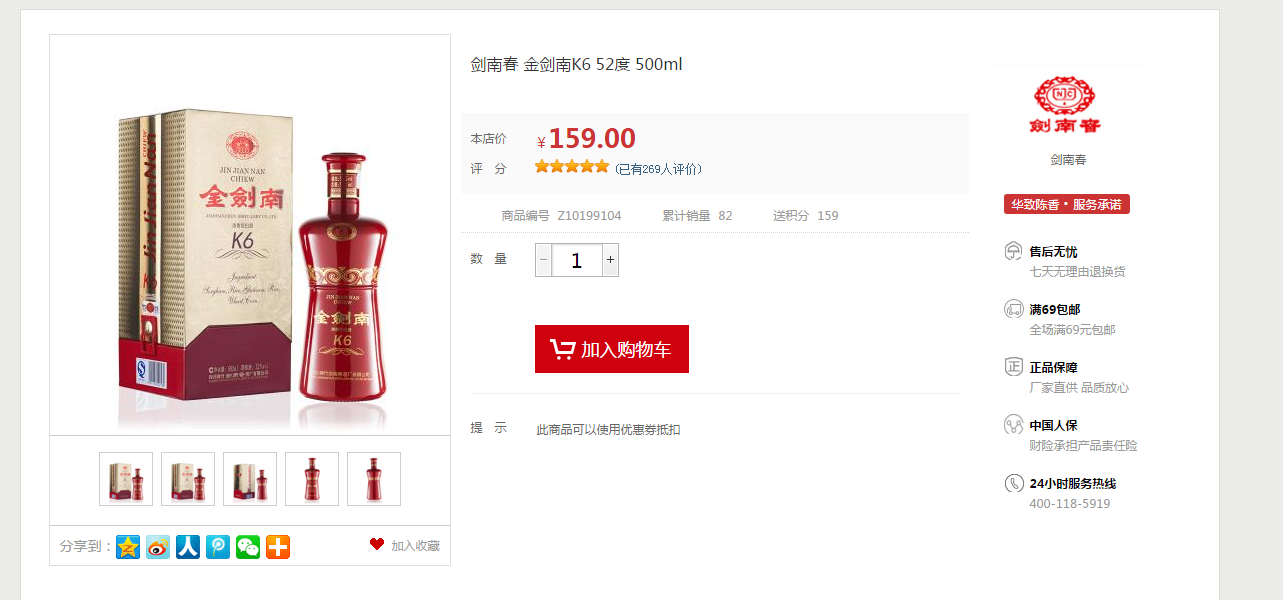 剑南春 金剑南K6 52度 500ml
本店价 ¥159.00
评 分 (已有269人评价)
商品编号 Z10199104 累计销量 82 送积分 159
数 量 − 1 +
加入购物车
提 示 此商品可以使用优惠券抵扣
JIN JIAN NAN
CHIEW
金劍南
K6
Jin Jian Nan
CHIEW
K6
JIN JIAN NAN
CHIEW
金劍南
K6
分享到：
加入收藏
劍南春
剑南春
华致陈香·服务承诺
售后无忧
七天无理由退换货
满69包邮
全场满69元包邮
正品保障
厂家直供 品质放心
中国人保
财险承担产品责任险
24小时服务热线
400-118-5919